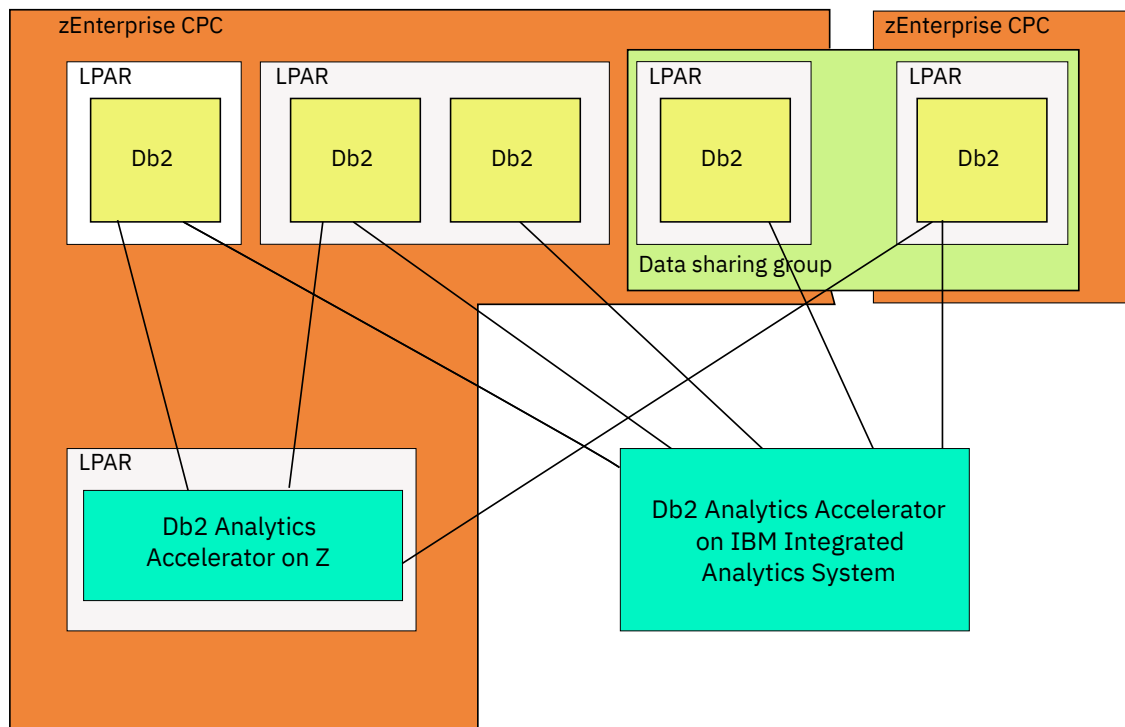 zEnterprise CPC
zEnterprise CPC
LPAR
LPAR
LPAR
LPAR
Db2
Db2
Db2
Db2
Db2
Data sharing group
LPAR
Db2 Analytics
Accelerator on Z
Db2 Analytics Accelerator
on IBM Integrated
Analytics System